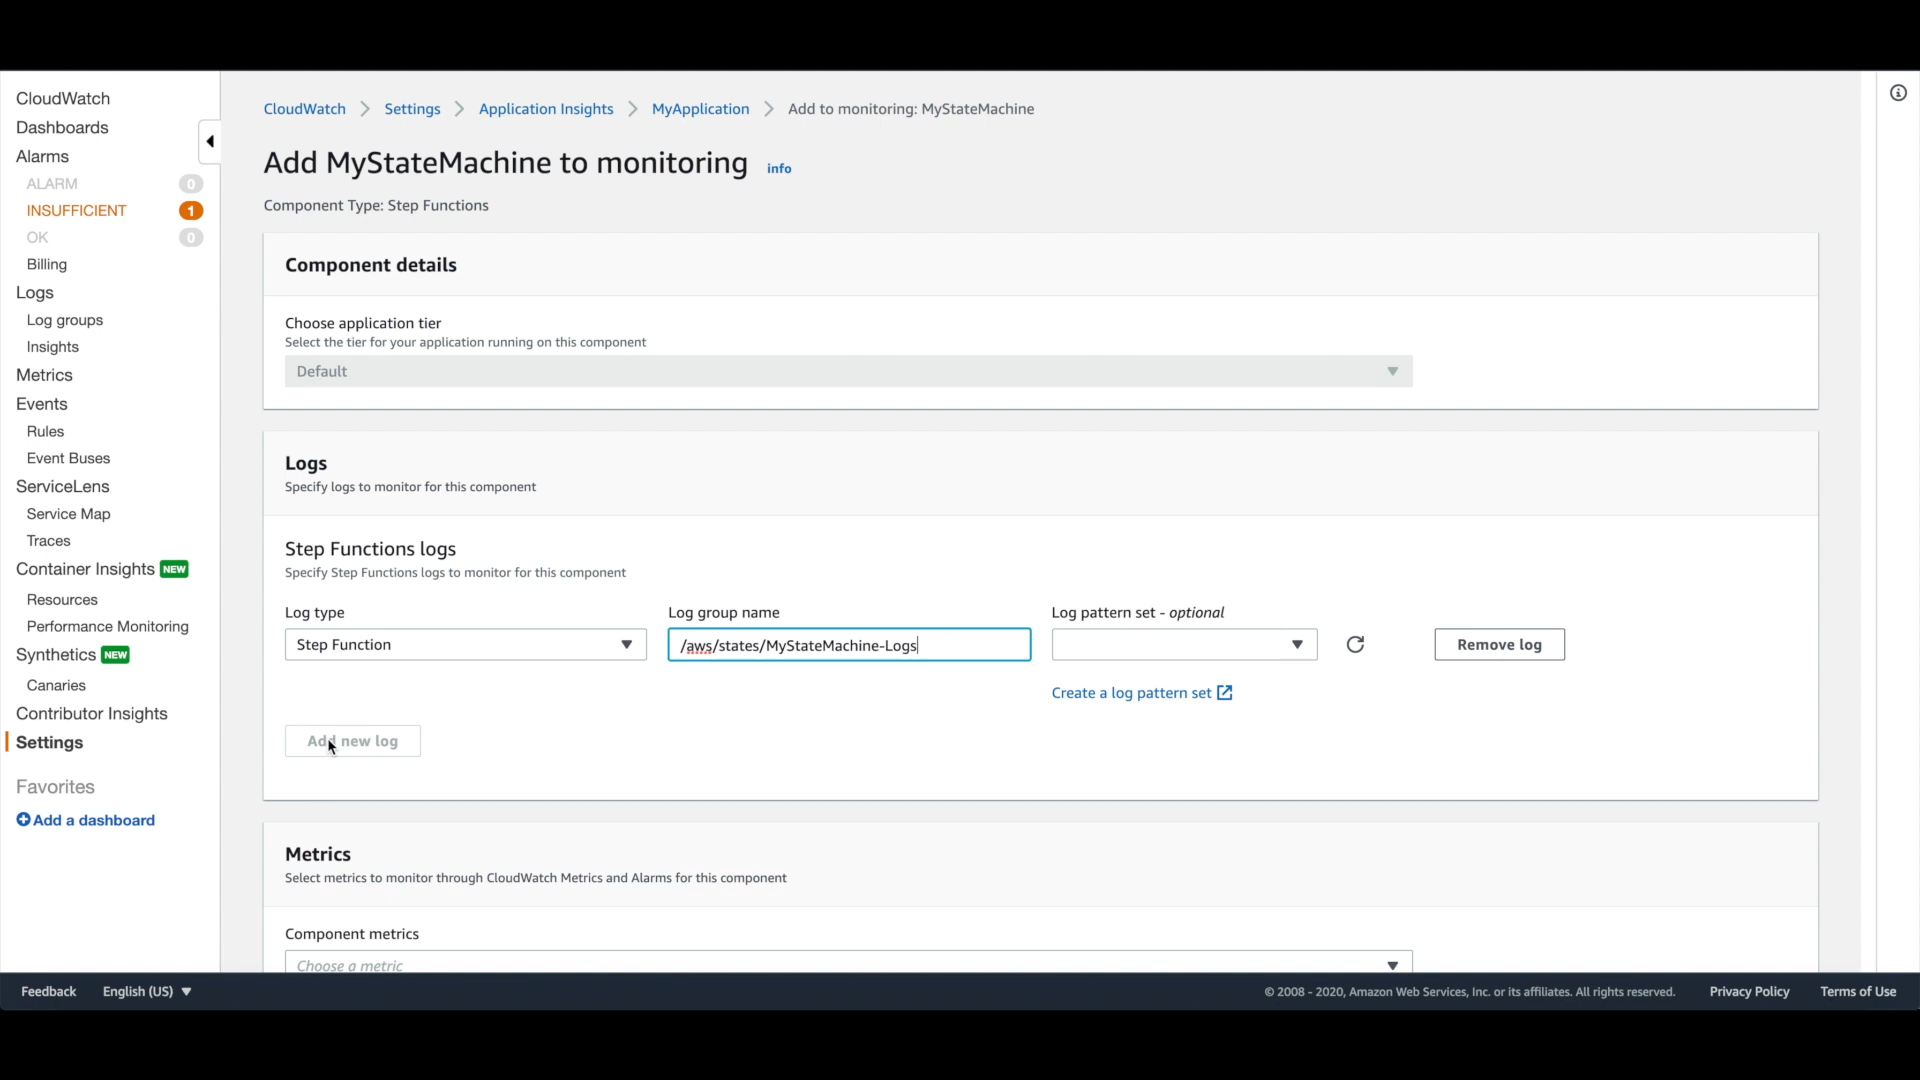 CloudWatch
Dashboards
Alarms
ALARM 0
INSUFFICIENT 1
OK 0
Billing
Logs
Log groups
Insights
Metrics
Events
Rules
Event Buses
ServiceLens
Service Map
Traces
Container Insights NEW
Resources
Performance Monitoring
Synthetics NEW
Canaries
Contributor Insights
Settings
Favorites
Add a dashboard
CloudWatch Settings Application Insights MyApplication Add to monitoring: MyStateMachine
Add MyStateMachine to monitoring info
Component Type: Step Functions
Component details
Choose application tier
Select the tier for your application running on this component
Default
Logs
Specify logs to monitor for this component
Step Functions logs
Specify Step Functions logs to monitor for this component
Log type Log group name Log pattern set - optional
Step Function /aws/states/MyStateMachine-Logs Remove log
Create a log pattern set
Add new log
Metrics
Select metrics to monitor through CloudWatch Metrics and Alarms for this component
Component metrics
Choose a metric
Feedback English (US) © 2008 - 2020, Amazon Web Services, Inc. or its affiliates. All rights reserved. Privacy Policy Terms of Use